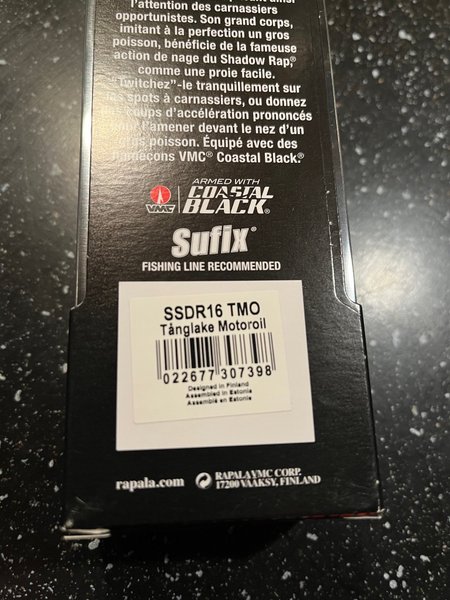 l'attention des carnassiers
opportunistes. Son grand corps,
imitant à la perfection un gros
poisson, bénéficie de la fameuse
action de nage du Shadow Rap®
comme une proie facile.
"Twitchez"-le tranquillement sur
spots à carnassiers, ou donnez
coups d'accélération prononcés
l'amener devant le nez d'un
poisson. Équipé avec des
hameçons VMC® Coastal Black.®
ARMED WITH
VMC COASTAL
BLACK®
Sufix®
FISHING LINE RECOMMENDED
SSDR16 TMO
Tånglake Motoroil
022677 307398
Designed in Finland
Assembled in Estonia
Assemblé en Estonie
rapala.com
RAPALA VMC CORP.
17200 VAAKSY, FINLAND